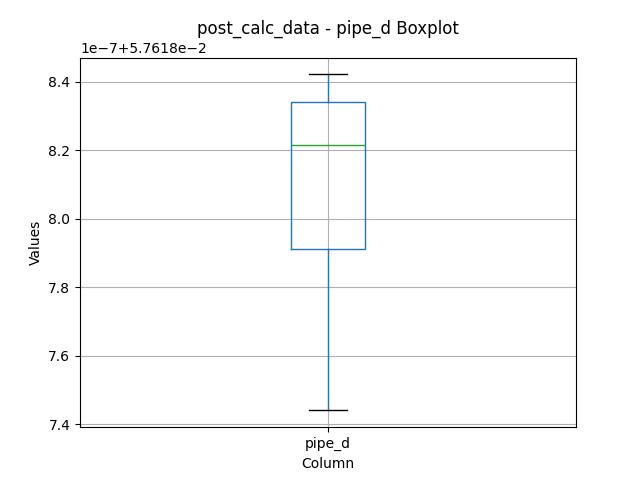 post_calc_data - pipe_d Boxplot
1e−7+5.7618e−2
8.4
8.2
8.0
7.8
7.6
7.4
Values
pipe_d
Column